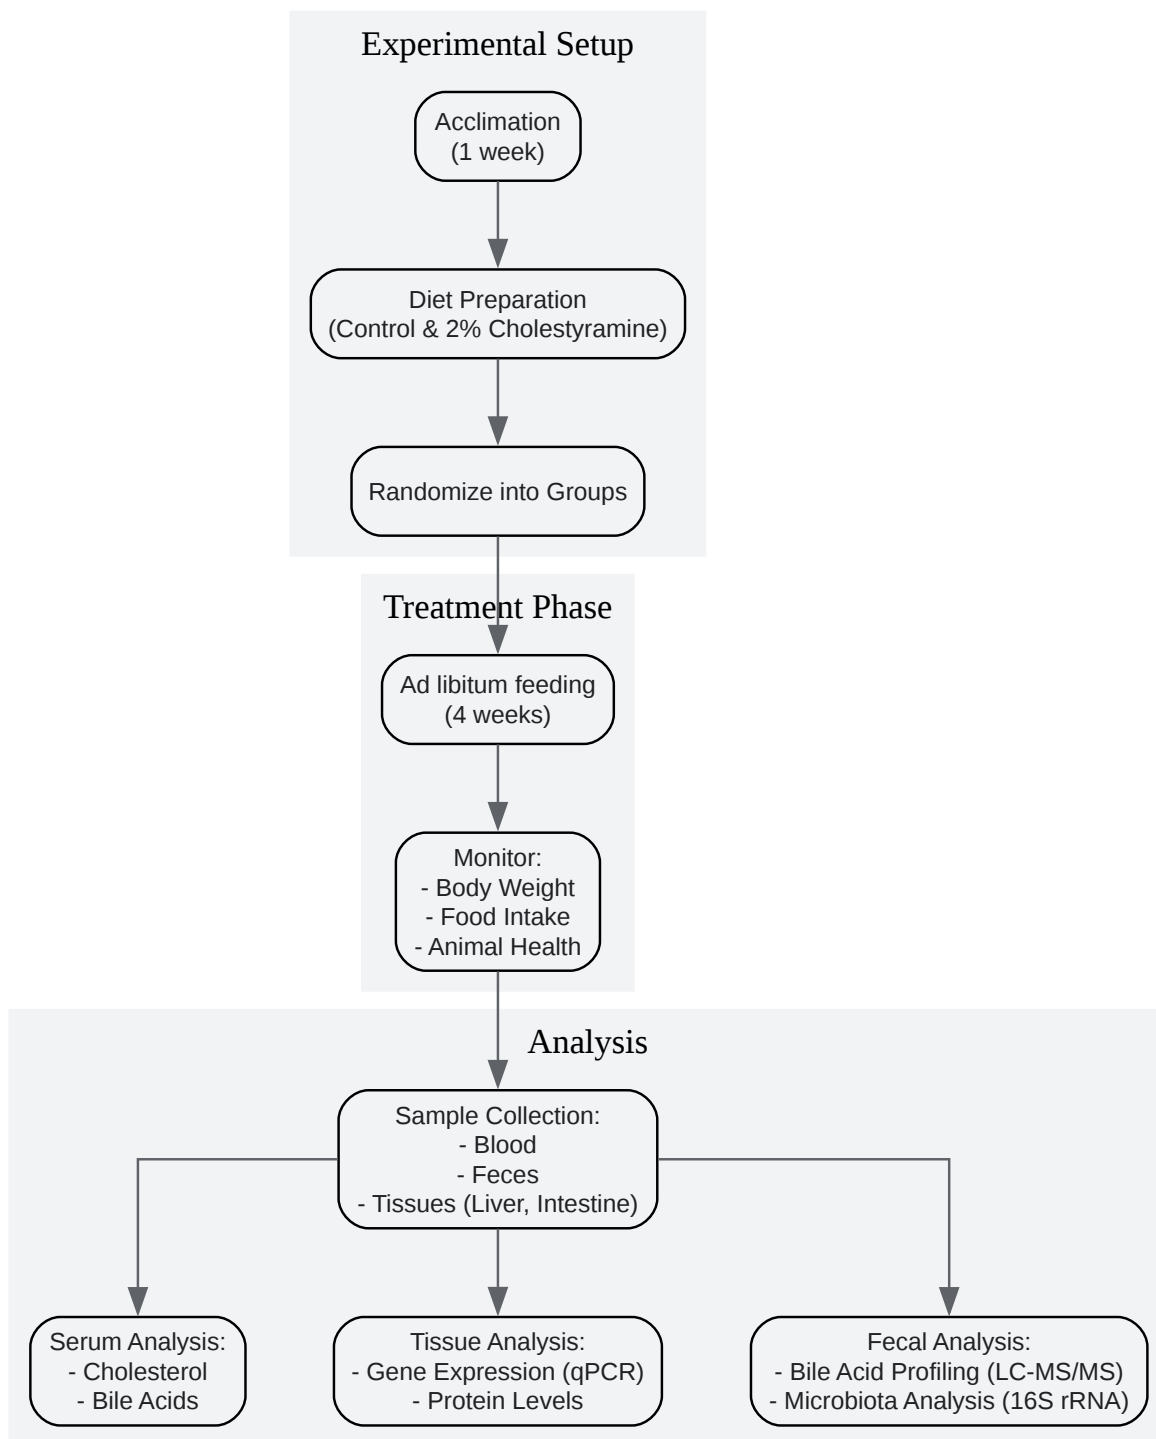 Experimental Setup
Acclimation
(1 week)
Diet Preparation
(Control & 2% Cholestyramine)
Randomize into Groups
Treatment Phase
Ad libitum feeding
(4 weeks)
Monitor:
- Body Weight
- Food Intake
- Animal Health
Analysis
Sample Collection:
- Blood
- Feces
- Tissues (Liver, Intestine)
Serum Analysis:
- Cholesterol
- Bile Acids
Tissue Analysis:
- Gene Expression (qPCR)
- Protein Levels
Fecal Analysis:
- Bile Acid Profiling (LC-MS/MS)
- Microbiota Analysis (16S rRNA)